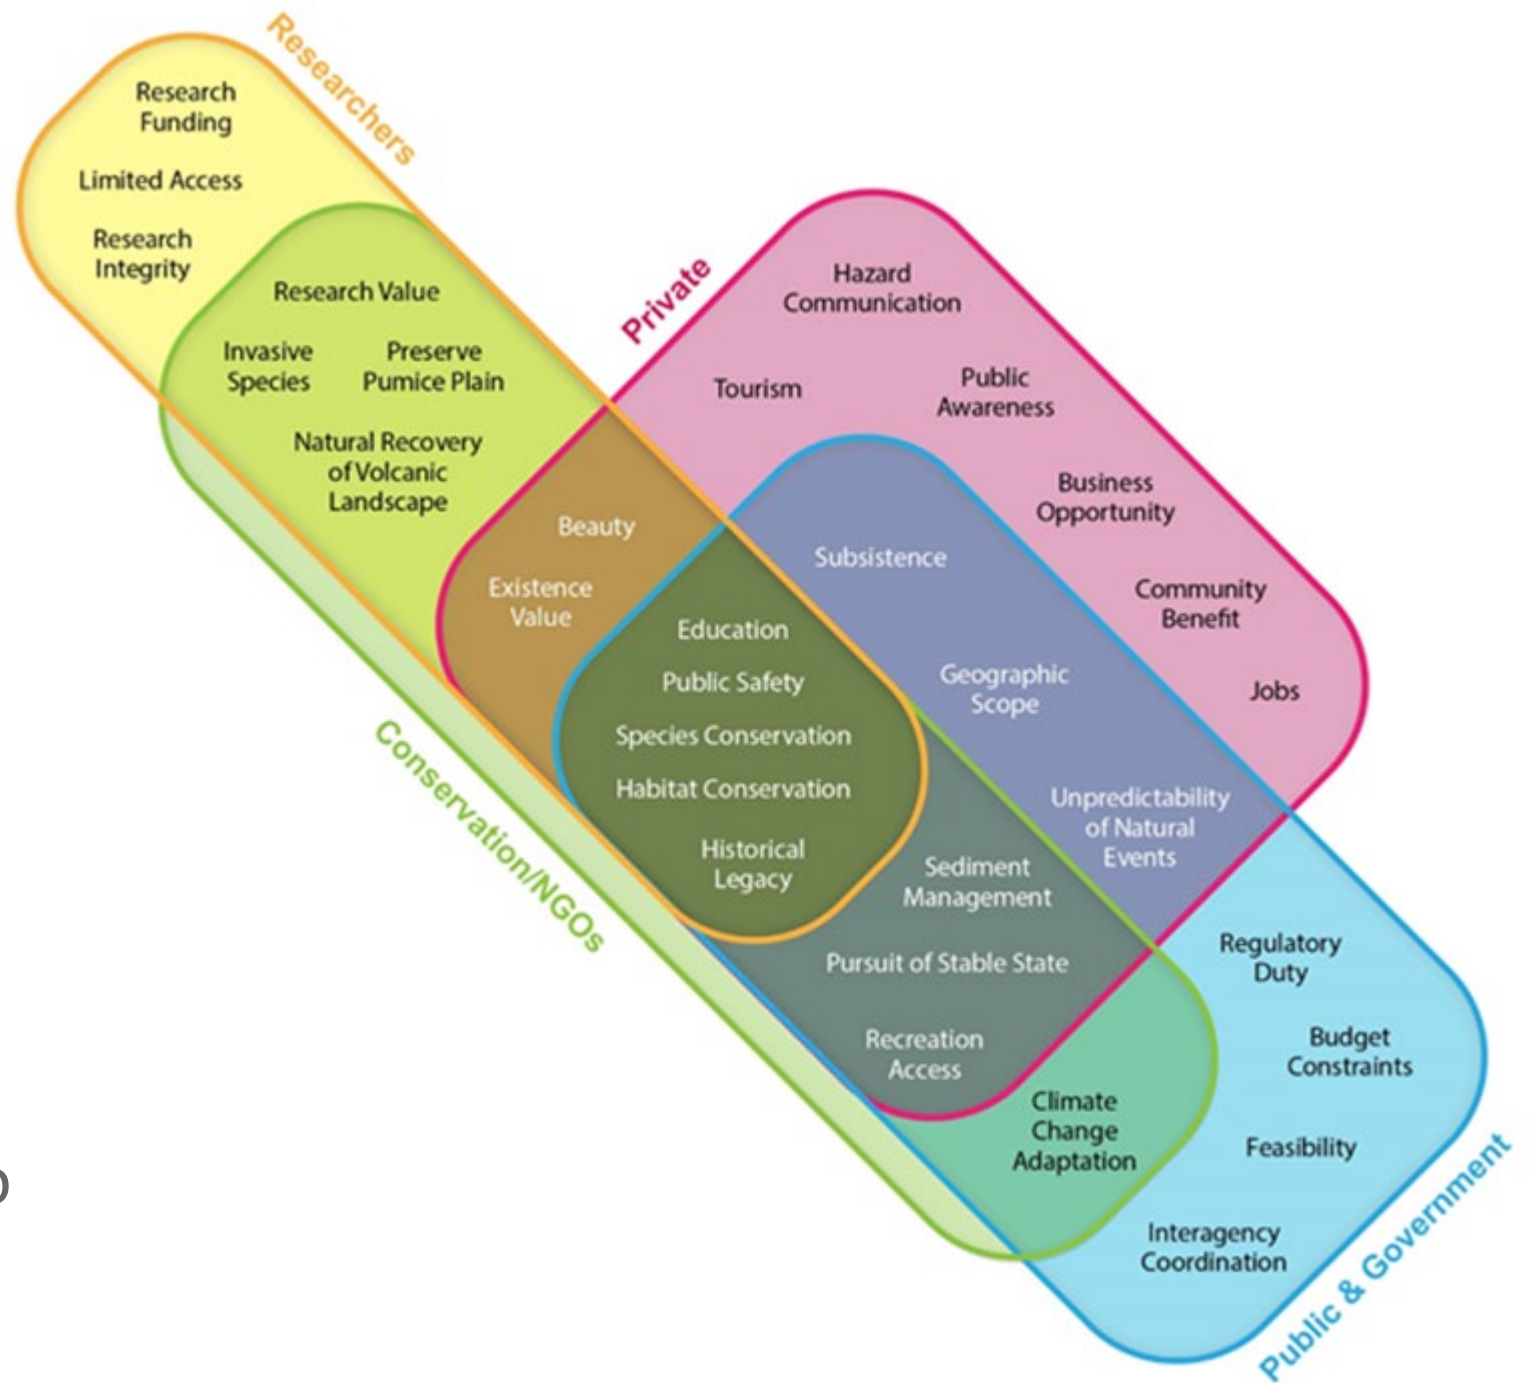 Researchers
Research
Funding
Limited Access
Research
Integrity
Research Value
Invasive
Species
Preserve
Pumice Plain
Natural Recovery
of Volcanic
Landscape
Private
Hazard
Communication
Tourism
Public
Awareness
Business
Opportunity
Community
Benefit
Jobs
Beauty
Existence
Value
Subsistence
Geographic
Scope
Unpredictability
of Natural
Events
Education
Public Safety
Species Conservation
Habitat Conservation
Historical
Legacy
Conservation/NGOs
Sediment
Management
Pursuit of Stable State
Recreation
Access
Climate
Change
Adaptation
Regulatory
Duty
Budget
Constraints
Feasibility
Interagency
Coordination
Public & Government